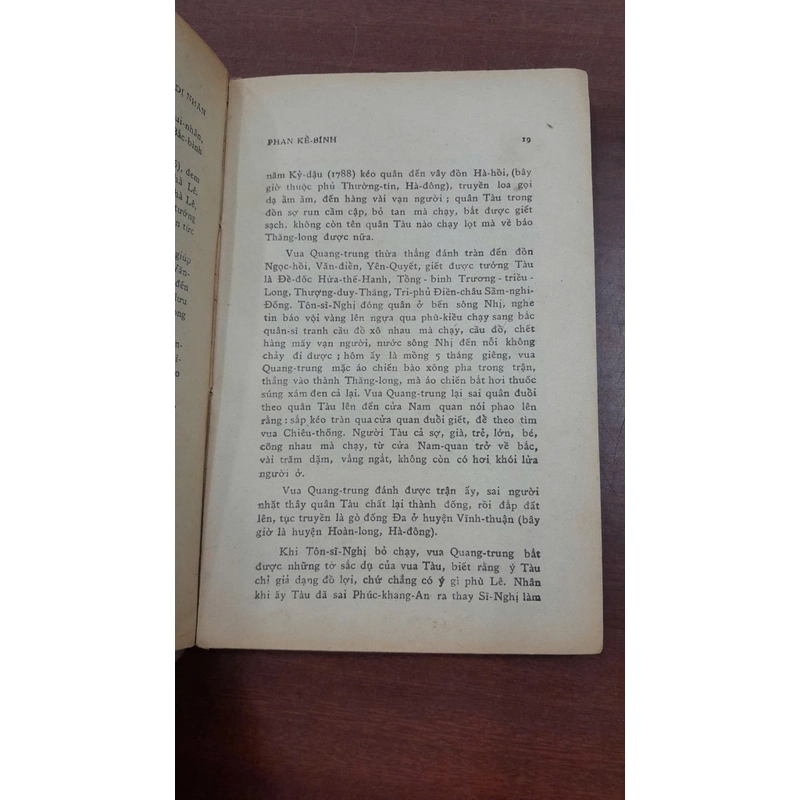 DỊ NHÂN
ui-nhân,
Bắc-bình
đem
Lê.
Lê,
tướng
tức
giúp
đến
PHAN KẾ-BÍNH 19
năm Kỷ-dậu (1788) kéo quân đến vây đồn Hà-hồi, (bây
giờ thuộc phủ Thường-tín, Hà-đông), truyền loa gọi
dạ ầm ầm, đến hàng vài vạn người ; quân Tàu trong
đồn sợ run cầm cập, bỏ tan mà chạy, bắt được giết
sạch, không còn tên quân Tàu nào chạy lọt mà về báo
Thăng-long được nữa.
Vua Quang-trung thừa thắng đánh tràn đến đồn
Ngọc-hồi, Văn-điển, Yên-Quyết, giết được tướng Tàu
là Đề-đốc Hứa-thế-Hanh, Tổng-binh Trương-triều-
Long, Thượng-duy-Thăng, Tri-phủ Điền-châu Sầm-nghi-
Đống. Tôn-sĩ-Nghị đóng quân ở bến sông Nhị, nghe
tin báo vội vàng lên ngựa qua phù-kiều chạy sang bắc
quân-sĩ tranh cầu đồ xô nhau mà chạy, cầu đổ, chết
hàng mấy vạn người, nước sông Nhị đến nỗi không
chảy đi được ; hôm ấy là mồng 5 tháng giêng, vua
Quang-trung mặc áo chiến bào xông pha trong trận,
thẳng vào thành Thăng-long, mà áo chiến bắt hơi thuốc
súng xám đen cả lại. Vua Quang-trung lại sai quân đuổi
theo quân Tàu lên đến cửa Nam quan nói phao lên
rằng : sắp kéo tràn qua cửa quan đuổi giết, để theo tìm
vua Chiêu-thống. Người Tàu cả sợ, già, trẻ, lớn, bé,
cõng nhau mà chạy, từ cửa Nam-quan trở về bắc,
vài trăm dặm, vắng ngắt, không còn có hơi khói lửa
người ở.
Vua Quang-trung đánh được trận ấy, sai người
nhặt thây quân Tàu chất lại thành đống, rồi đắp đất
lên, tục truyền là gò đống Đa ở huyện Vĩnh-thuận (bây
giờ là huyện Hoàn-long, Hà-đông).
Khi Tôn-sĩ-Nghị bỏ chạy, vua Quang-trung bắt
được những tờ sắc dụ của vua Tàu, biết rằng ý Tàu
chỉ giả dạng đồ lợi, chứ chẳng có ý gì phù Lê. Nhân
khi ấy Tàu đã sai Phúc-khang-An ra thay Sĩ-Nghị làm